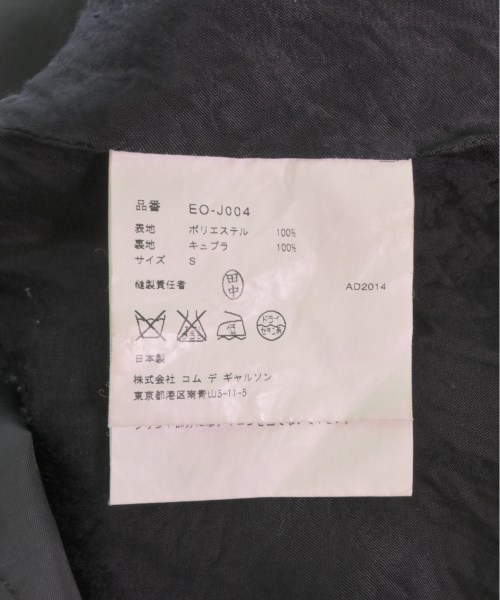 品番 EO-J004
表地 ポリエステル 100%
裏地 キュプラ 100%
サイズ S
縫製責任者 田中 AD2014
ドライ
日本製
株式会社 コム デ ギャルソン
東京都港区南青山5-11-5